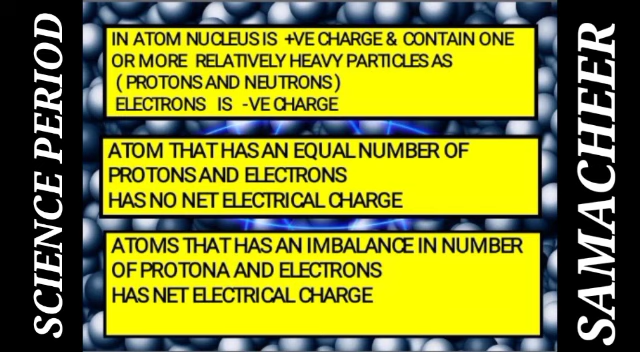 SCIENCE PERIOD
IN ATOM NUCLEUS IS +VE CHARGE & CONTAIN ONE
OR MORE RELATIVELY HEAVY PARTICLES AS
( PROTONS AND NEUTRONS )
ELECTRONS IS -VE CHARGE
ATOM THAT HAS AN EQUAL NUMBER OF
PROTONS AND ELECTRONS
HAS NO NET ELECTRICAL CHARGE
ATOMS THAT HAS AN IMBALANCE IN NUMBER
OF PROTONA AND ELECTRONS
HAS NET ELECTRICAL CHARGE
SAMACHEER